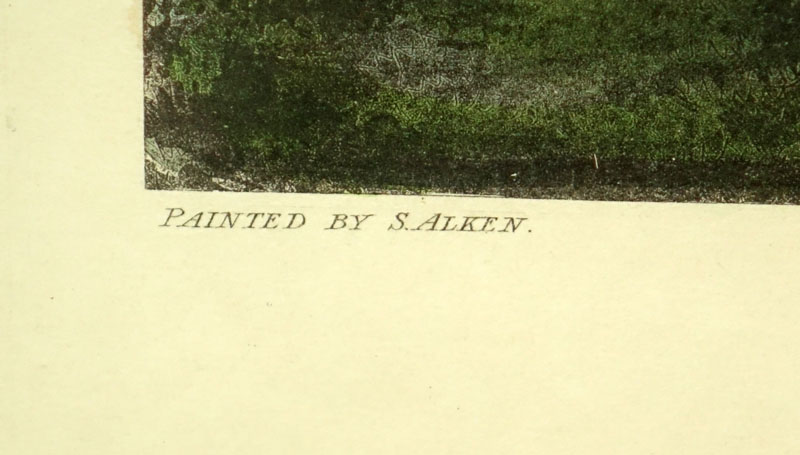 PAINTED BY S. ALKEN.